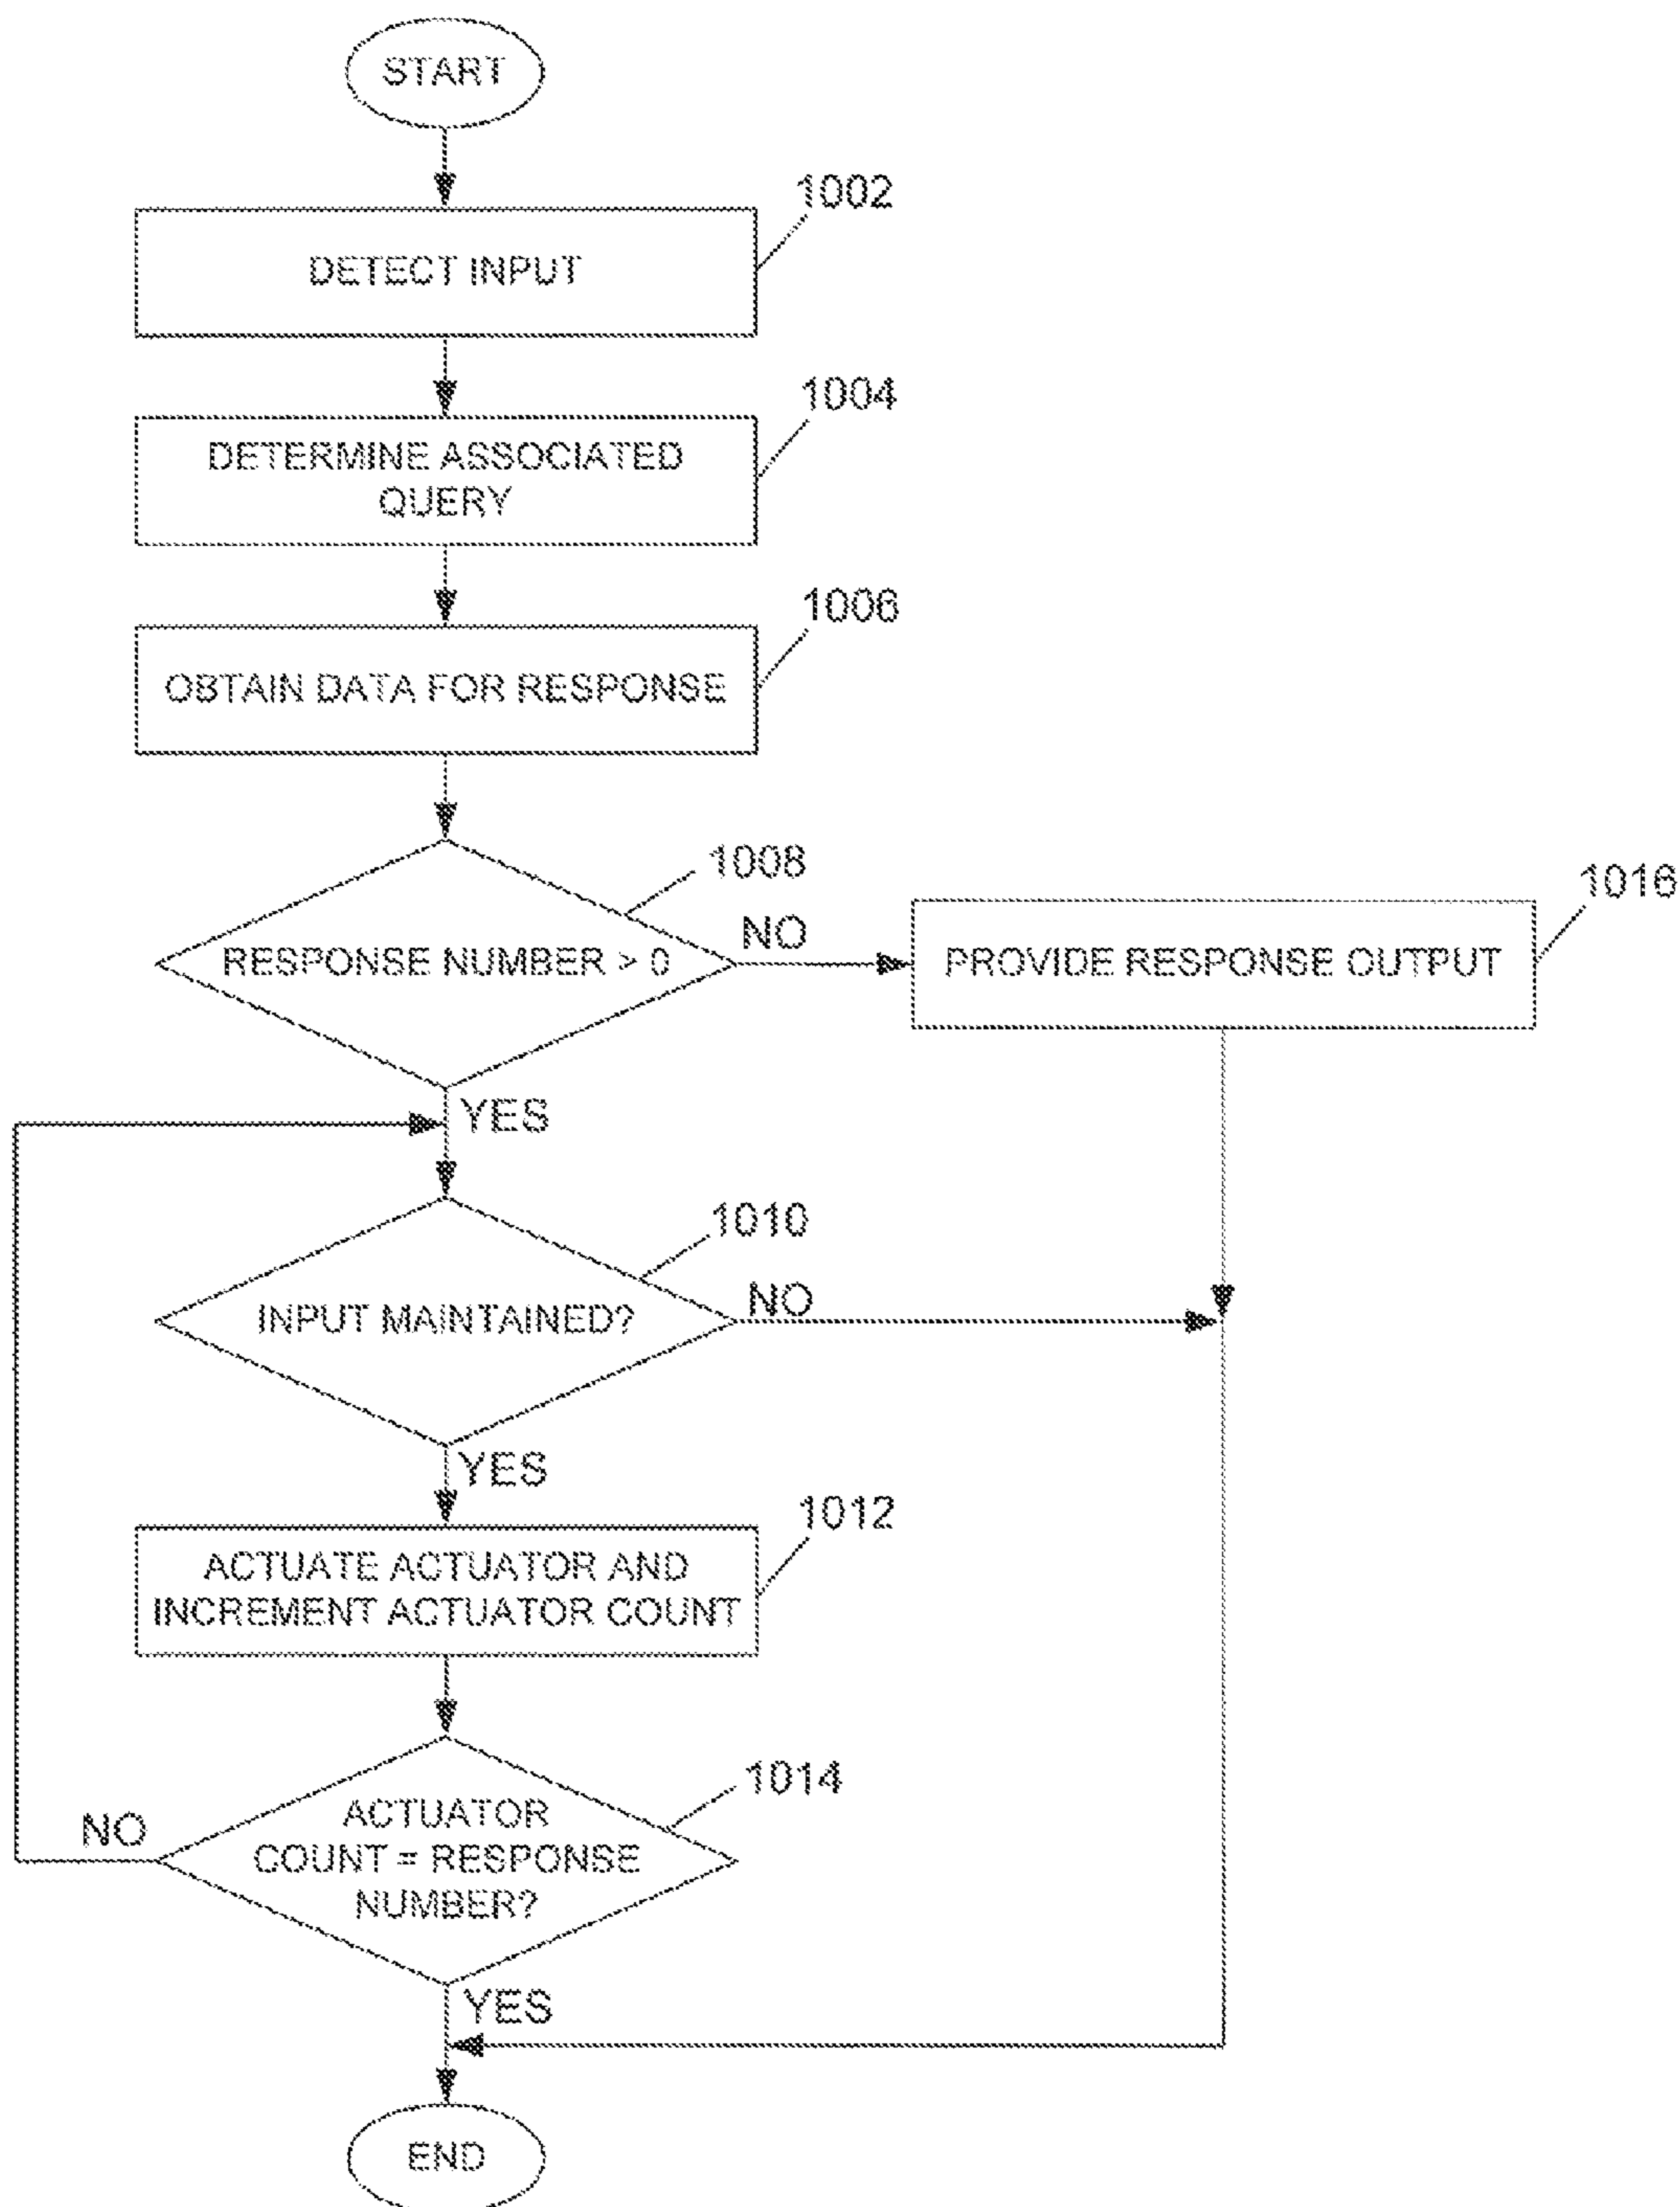 START
1002
DETECT INPUT
1004
DETERMINE ASSOCIATED
QUERY
1006
OBTAIN DATA FOR RESPONSE
1008
RESPONSE NUMBER > 0
NO
1016
PROVIDE RESPONSE OUTPUT
YES
1010
INPUT MAINTAINED?
NO
YES
1012
ACTUATE ACTUATOR AND
INCREMENT ACTUATOR COUNT
1014
ACTUATOR
COUNT = RESPONSE
NUMBER?
NO
YES
END